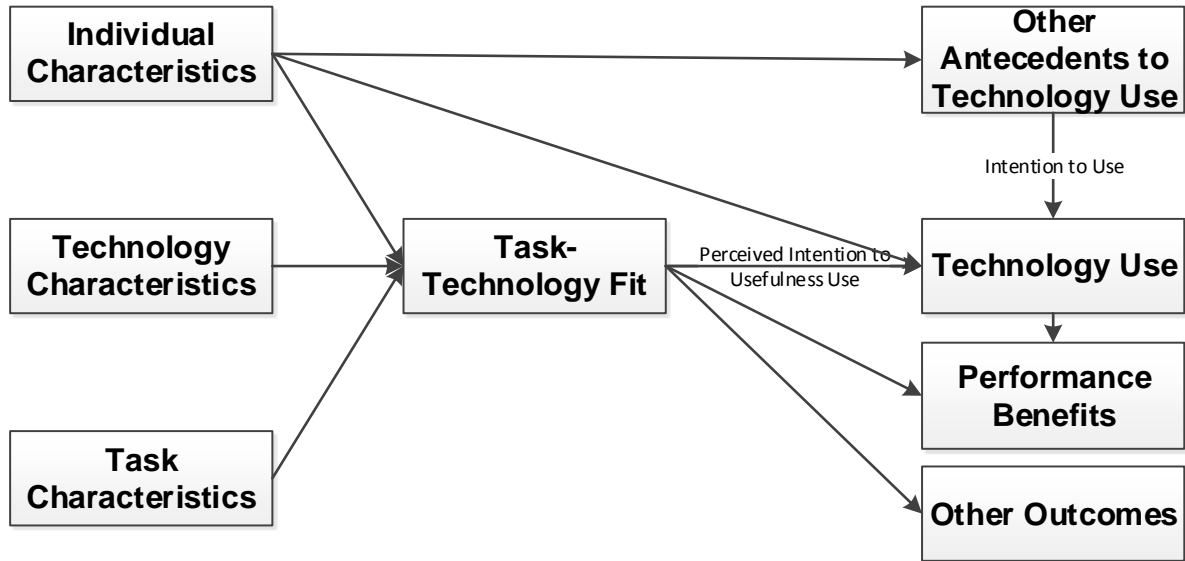 Individual
Characteristics
Other
Antecedents to
Technology Use
Intention to Use
Technology
Characteristics
Task-
Technology Fit
Perceived Intention to
Usefulness Use
Technology Use
Performance
Benefits
Task
Characteristics
Other Outcomes